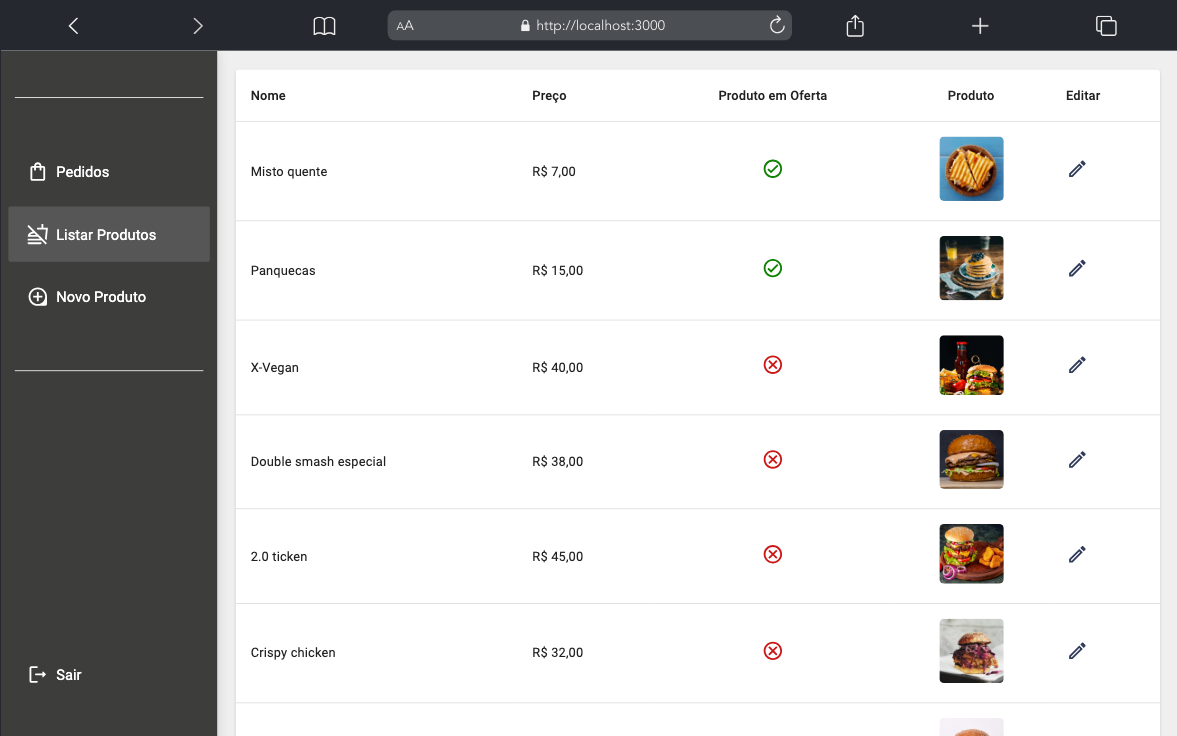 AA http://localhost:3000
Pedidos
Listar Produtos
Novo Produto
Sair
Nome Preço Produto em Oferta Produto Editar
Misto quente R$ 7,00
Panquecas R$ 15,00
X-Vegan R$ 40,00
Double smash especial R$ 38,00
2.0 ticken R$ 45,00
Crispy chicken R$ 32,00